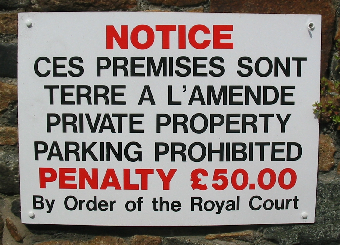 NOTICE
CES PREMISES SONT
TERRE A L'AMENDE
PRIVATE PROPERTY
PARKING PROHIBITED
PENALTY £50.00
By Order of the Royal Court